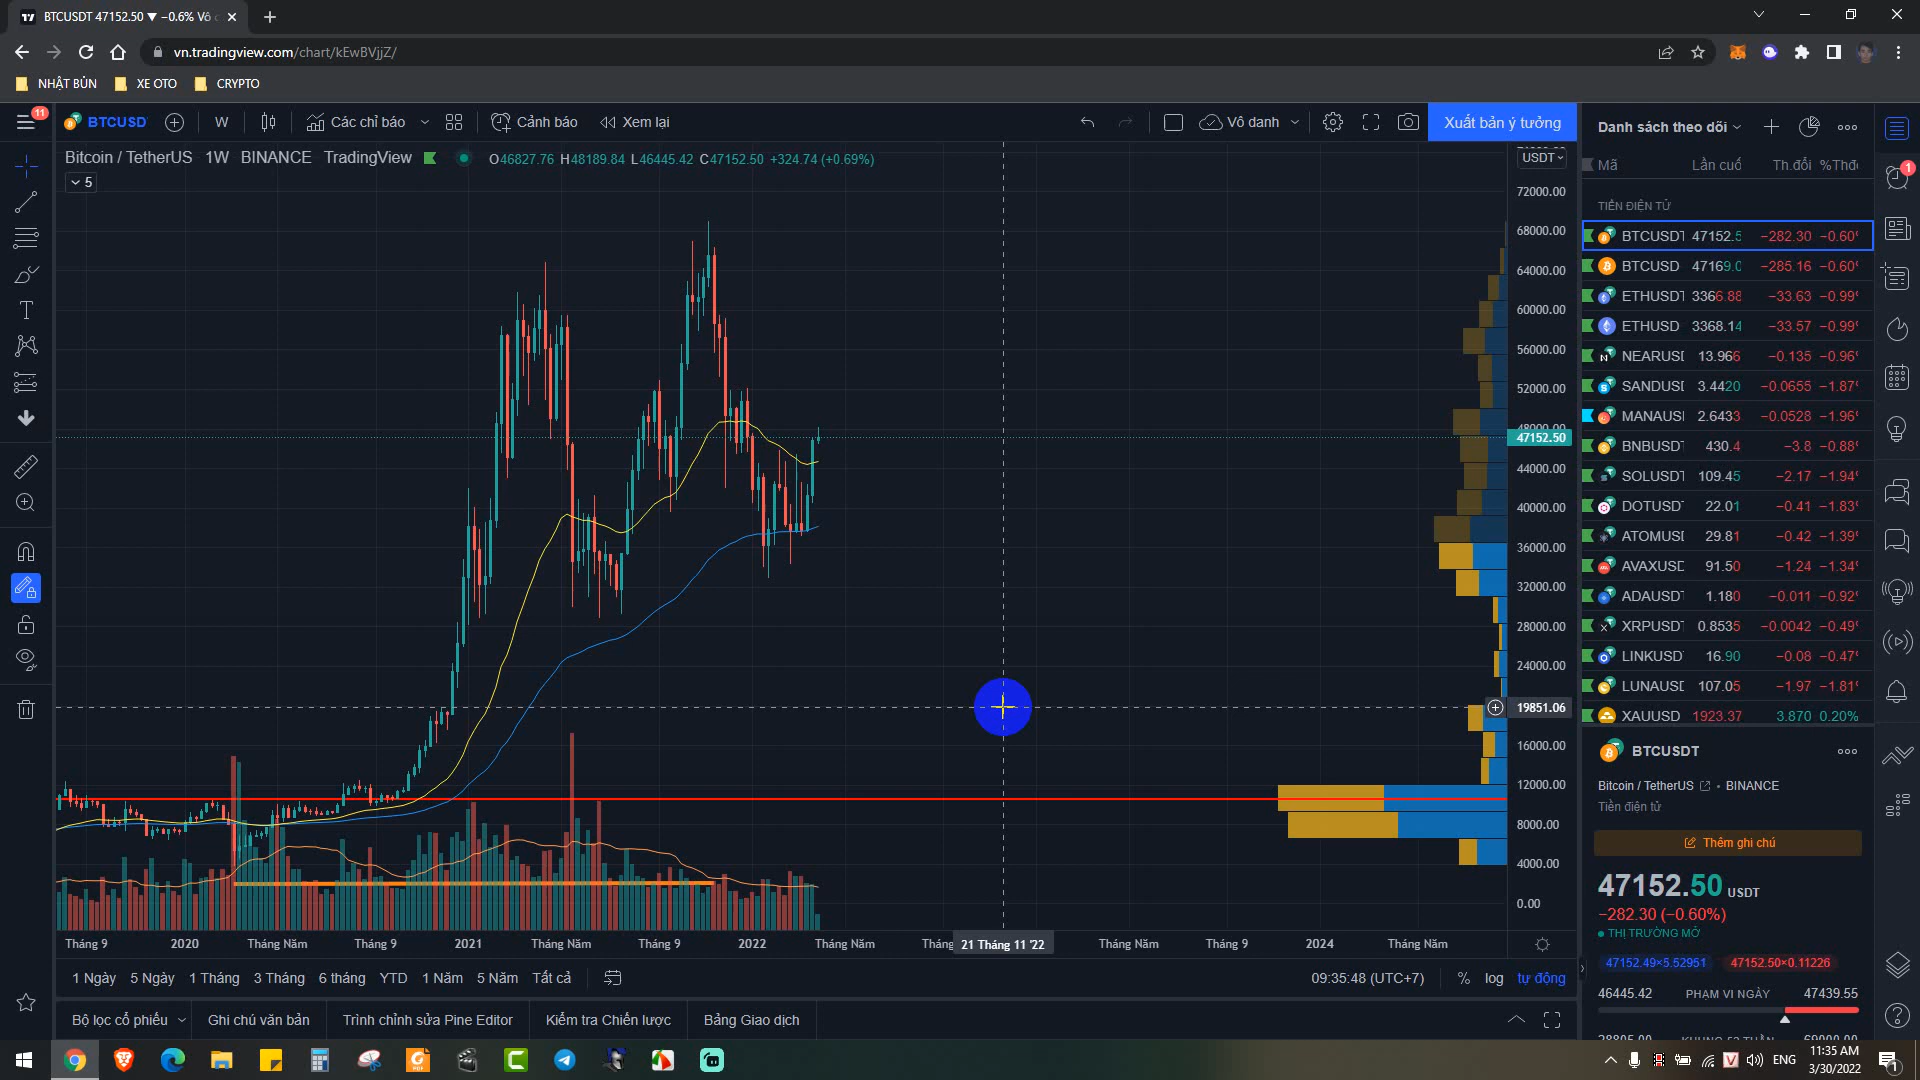 BTCUSDT 47152.50 ▼ −0.6% Vô
vn.tradingview.com/chart/kEwBVjjZ/
NHẬT BỦN
XE OTO
CRYPTO
11
BTCUSD
W
Các chỉ báo
Cảnh báo
Xem lại
Vô danh
Xuất bản ý tưởng
Bitcoin / TetherUS 1W BINANCE TradingView
O46827.76 H48189.84 L46445.42 C47152.50 +324.74 (+0.69%)
5
USDT
72000.00
68000.00
64000.00
60000.00
56000.00
52000.00
48000.00
47152.50
44000.00
40000.00
36000.00
32000.00
28000.00
24000.00
19851.06
16000.00
12000.00
8000.00
4000.00
0.00
Tháng 9
2020
Tháng Năm
Tháng 9
2021
Tháng Năm
Tháng 9
2022
Tháng Năm
21 Tháng 11 '22
Tháng Năm
Tháng 9
2024
Tháng Năm
1 Ngày
5 Ngày
1 Tháng
3 Tháng
6 tháng
YTD
1 Năm
5 Năm
Tất cả
09:35:48 (UTC+7)
%
log
tự động
Bộ lọc cổ phiếu
Ghi chú văn bản
Trình chỉnh sửa Pine Editor
Kiểm tra Chiến lược
Bảng Giao dịch
Danh sách theo dõi
Mã Lần cuố Th.đổi
TIỀN ĐIỆN TỬ
BTCUSDT 47152.5 −282.30 −0.60
BTCUSD 47169.0 −285.16 −0.60
ETHUSDT 3366.88 −33.63 −0.99
ETHUSD 3368.14 −33.57 −0.99
NEARUSD 13.966 −0.135 −0.96
SANDUSD 3.4420 −0.0655 −1.87
MANAUSD 2.6433 −0.0528 −1.96
BNBUSDT 430.4 −3.8 −0.88
SOLUSDT 109.45 −2.17 −1.94
DOTUSDT 22.01 −0.41 −1.83
ATOMUSD 29.81 −0.42 −1.39
AVAXUSD 91.50 −1.24 −1.34
ADAUSDT 1.180 −0.011 −0.92
XRPUSDT 0.8535 −0.0042 −0.49
LINKUSD 16.90 −0.08 −0.47
LUNAUSD 107.05 −1.97 −1.81
XAUUSD 1923.37 3.870 0.20%
1
BTCUSDT
Bitcoin / TetherUS • BINANCE
Tiền điện tử
Thêm ghi chú
47152.50 USDT
−282.30 (−0.60%)
THỊ TRƯỜNG MỞ
47152.49×5.52951
47152.50×0.11226
46445.42 PHẠM VI NGÀY 47439.55
ENG
11:35 AM
3/30/2022
1